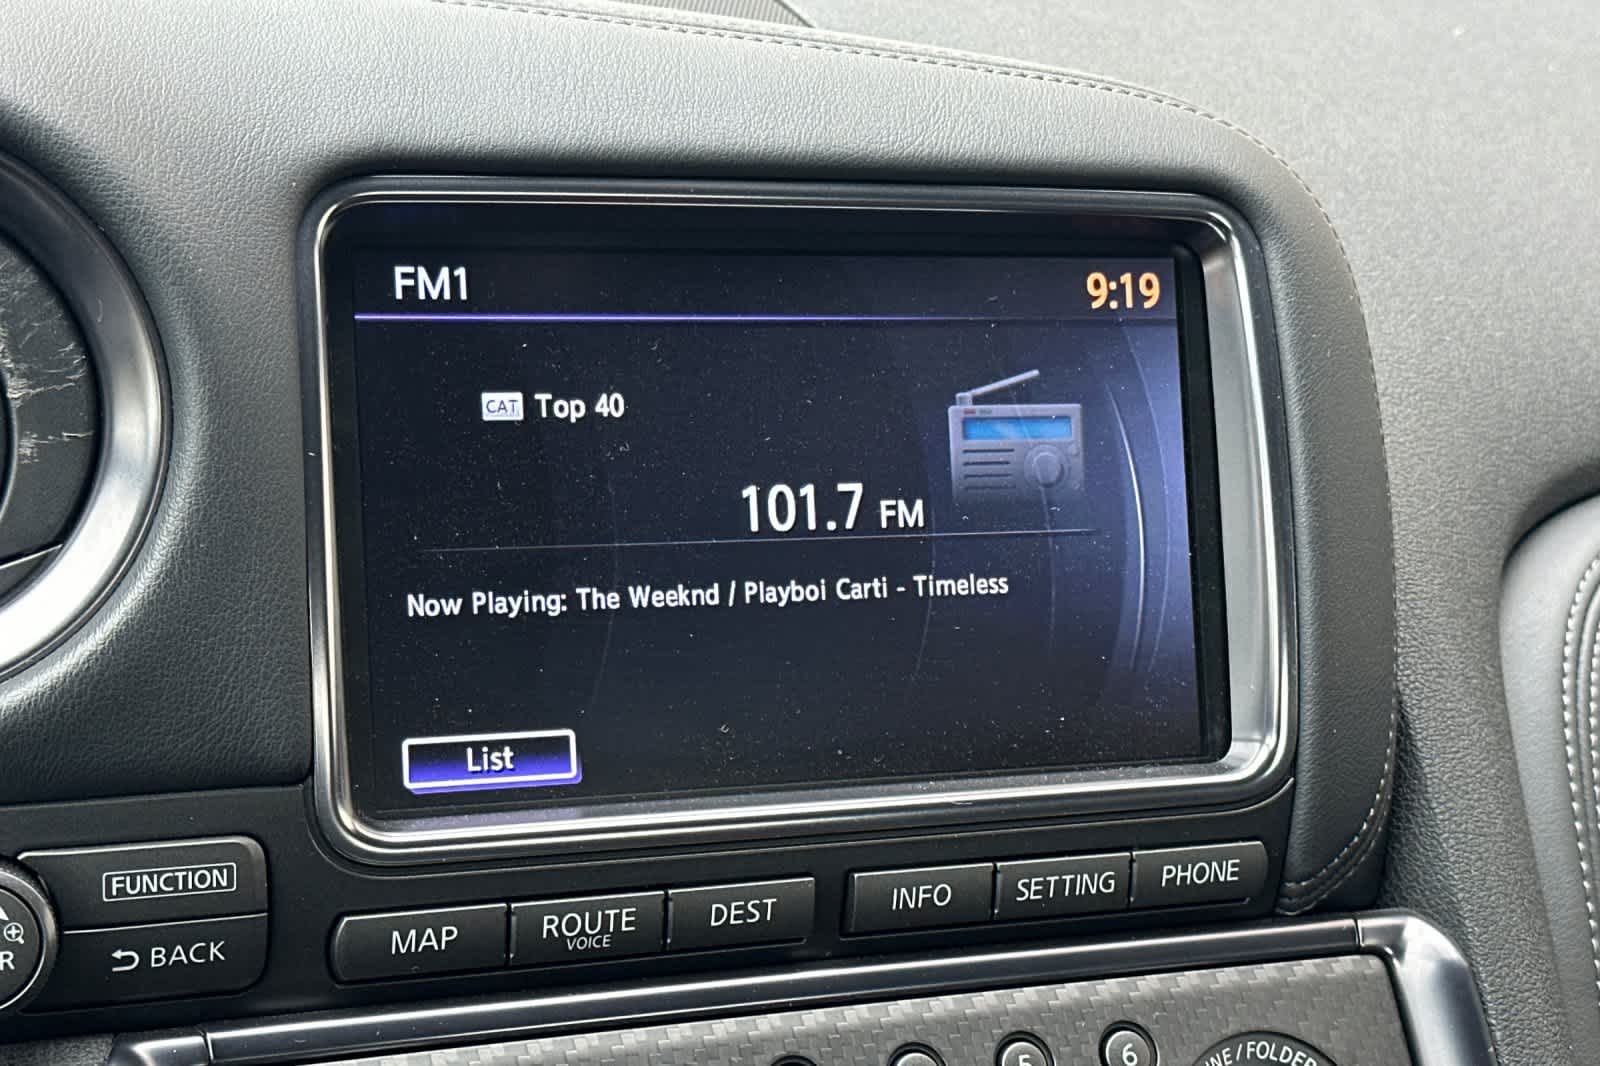 FM1
9:19
CAT Top 40
101.7 FM
Now Playing: The Weeknd / Playboi Carti - Timeless
List
FUNCTION
BACK
MAP
ROUTE
VOICE
DEST
INFO
SETTING
PHONE
5
6
/ FOLDER